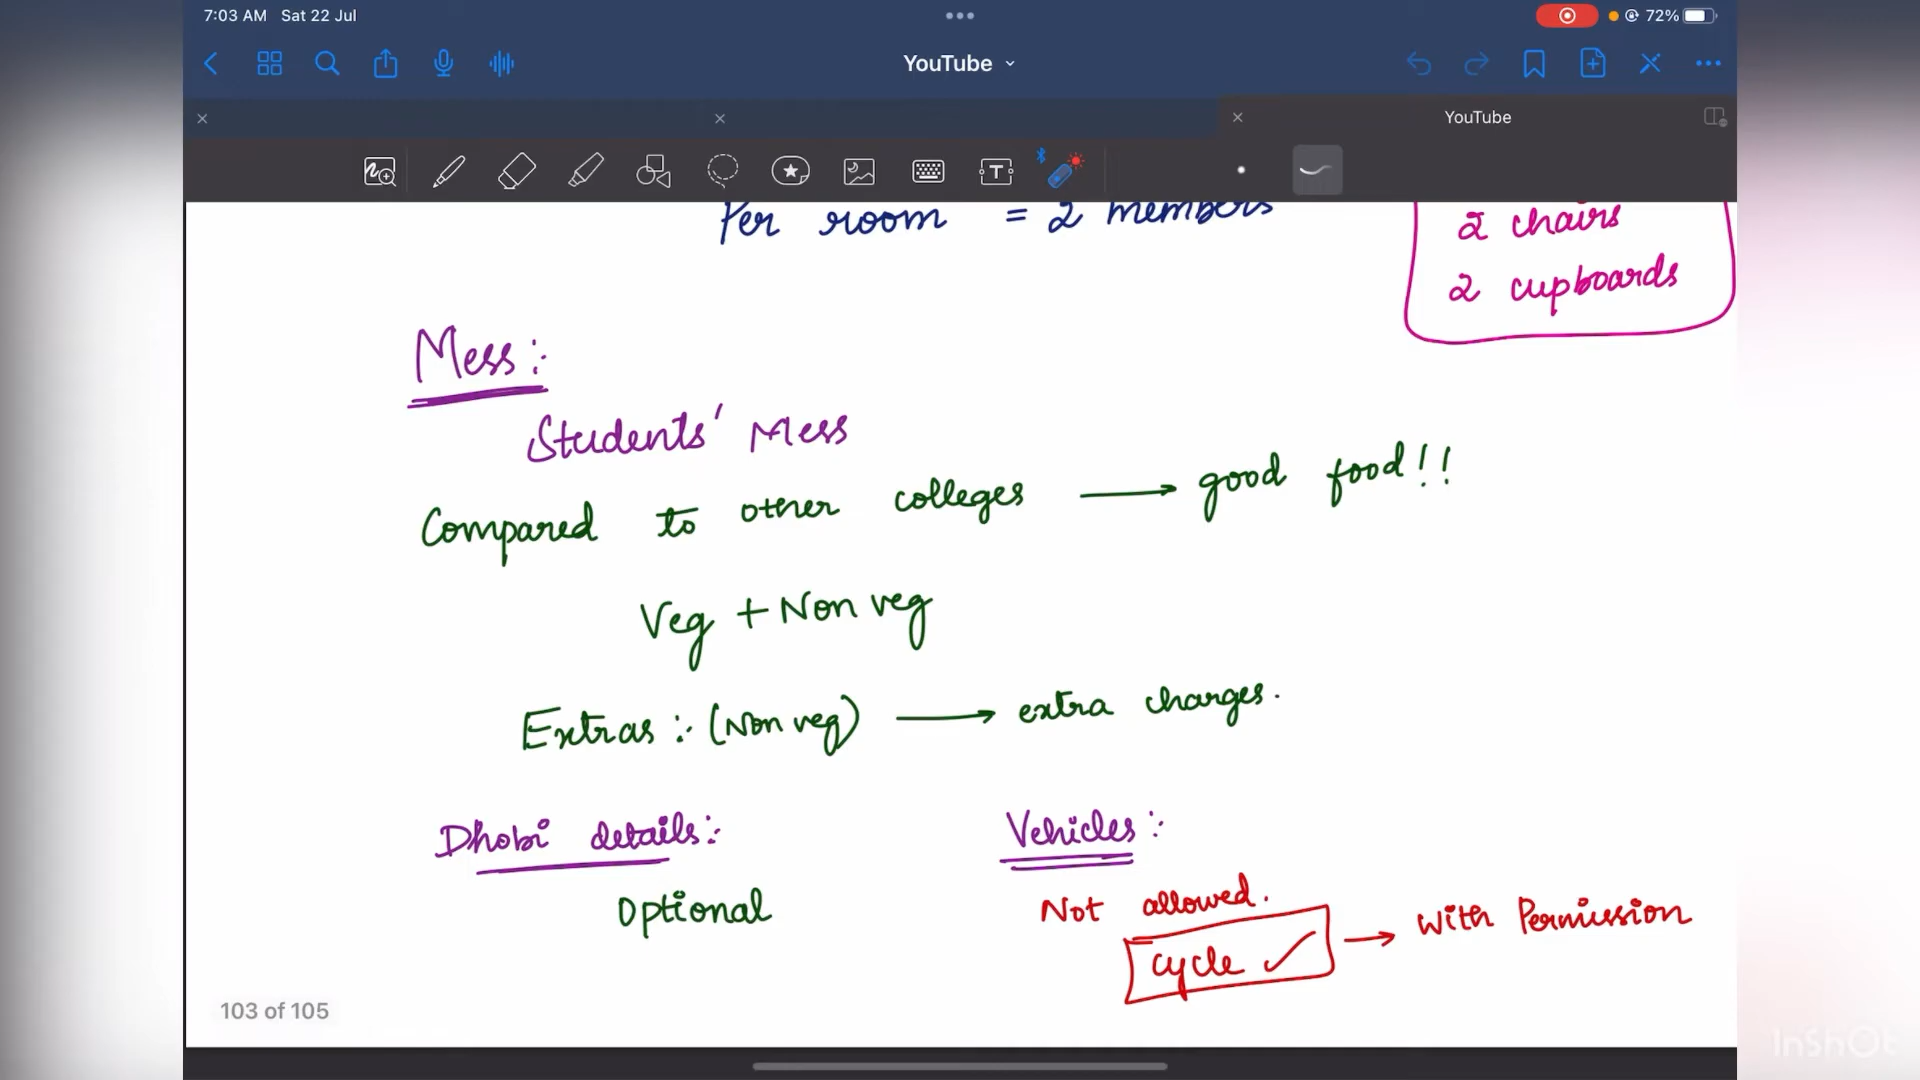 7:03 AM Sat 22 Jul
72%
YouTube
YouTube
T
Per room = 2 members
2 chairs
2 cupboards
Mess:
Students' Mess
Compared to other colleges → good food!!
Veg + Non veg
Extras: (Non veg) → extra charges.
Dhobi details:
Optional
Vehicles:
Not allowed.
cycle ✓ → with Permission
103 of 105
InShOt